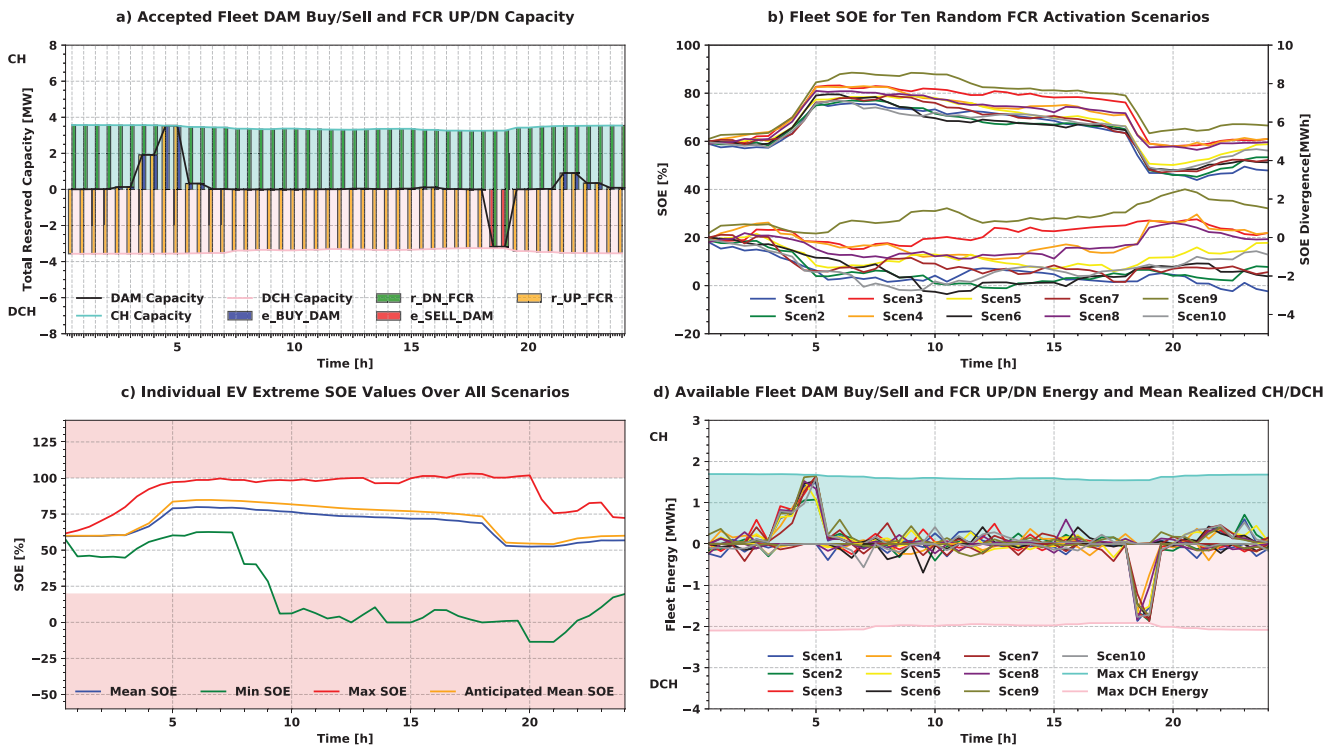 a) Accepted Fleet DAM Buy/Sell and FCR UP/DN Capacity
CH
Total Reserved Capacity [MW]
DCH
8
6
4
2
0
−2
−4
−6
−8
DAM Capacity
CH Capacity
DCH Capacity
e_BUY_DAM
r_DN_FCR
e_SELL_DAM
r_UP_FCR
5 10 15 20
Time [h]
b) Fleet SOE for Ten Random FCR Activation Scenarios
SOE [%]
100
80
60
40
20
0
−20
SOE Divergence[MWh]
10
8
6
4
2
0
−2
−4
Scen1 Scen3 Scen5 Scen7 Scen9
Scen2 Scen4 Scen6 Scen8 Scen10
5 10 15 20
Time [h]
c) Individual EV Extreme SOE Values Over All Scenarios
SOE [%]
125
100
75
50
25
0
−25
−50
Mean SOE Min SOE Max SOE Anticipated Mean SOE
5 10 15 20
Time [h]
d) Available Fleet DAM Buy/Sell and FCR UP/DN Energy and Mean Realized CH/DCH
CH
Fleet Energy [MWh]
DCH
3
2
1
0
−1
−2
−3
−4
Scen1 Scen4 Scen7 Scen10
Scen2 Scen5 Scen8 Max CH Energy
Scen3 Scen6 Scen9 Max DCH Energy
5 10 15 20
Time [h]